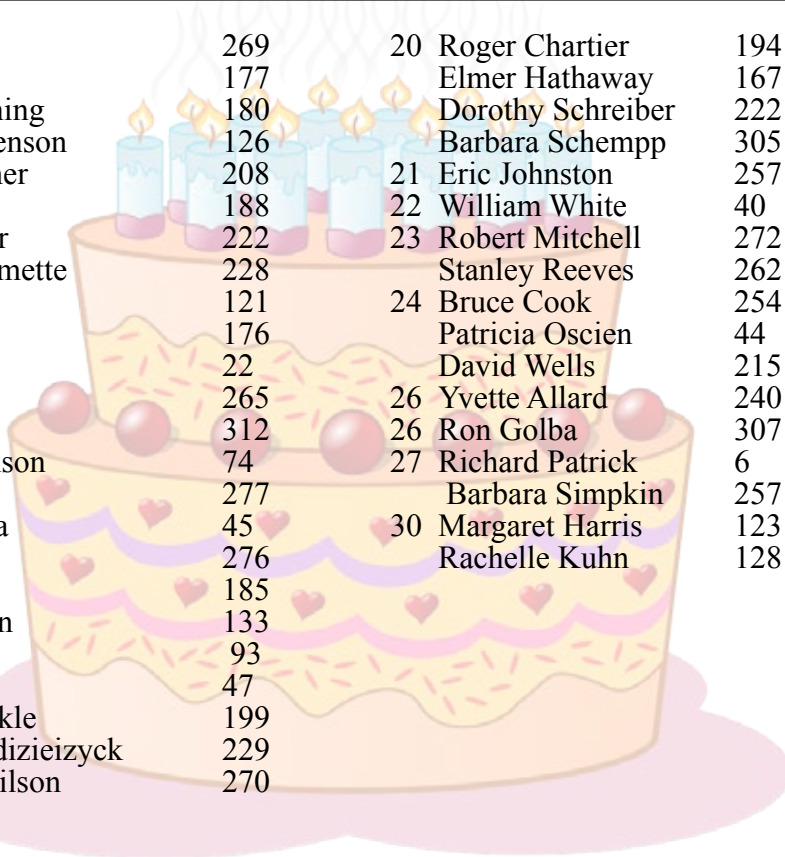 269
177
ning 180
enson 126
ner 208
188
r 222
mette 228
121
176
22
265
312
son 74
277
a 45
276
185
n 133
93
47
kle 199
dizieizyck 229
ilson 270
20 Roger Chartier 194
Elmer Hathaway 167
Dorothy Schreiber 222
Barbara Schempp 305
21 Eric Johnston 257
22 William White 40
23 Robert Mitchell 272
Stanley Reeves 262
24 Bruce Cook 254
Patricia Oscien 44
David Wells 215
26 Yvette Allard 240
26 Ron Golba 307
27 Richard Patrick 6
Barbara Simpkin 257
30 Margaret Harris 123
Rachelle Kuhn 128